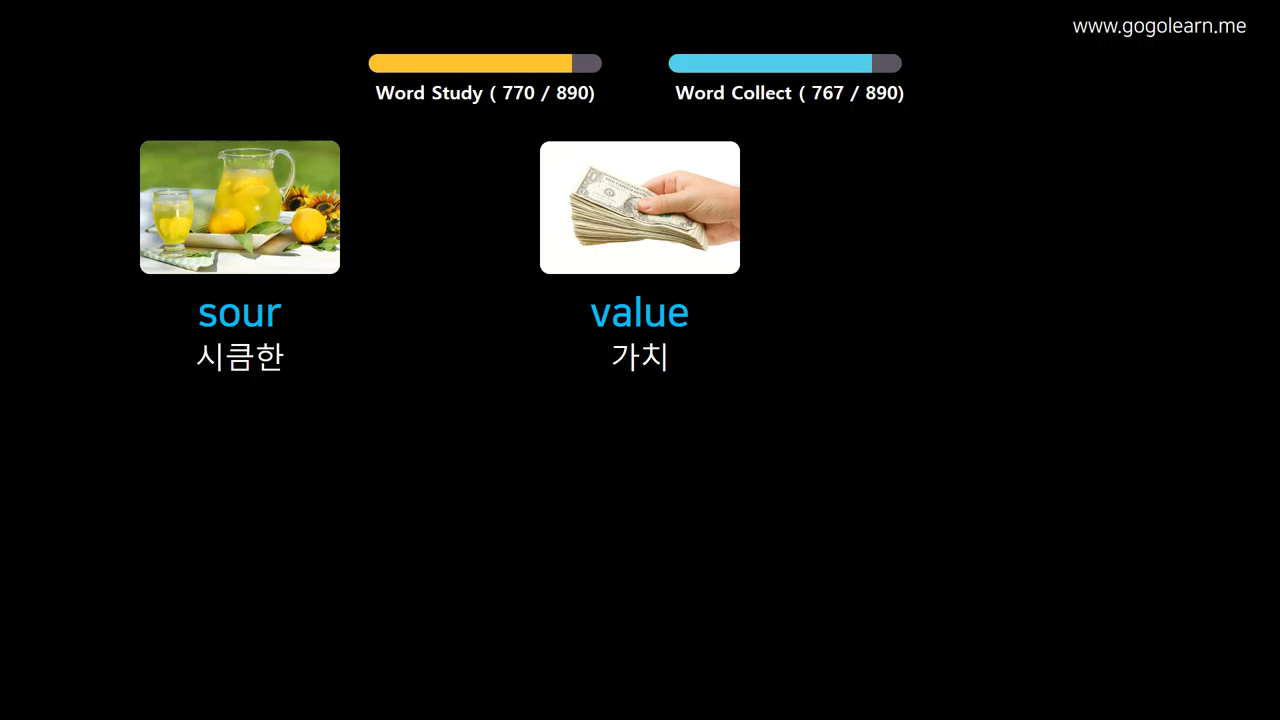 www.gogolearn.me
Word Study ( 770 / 890)
Word Collect ( 767 / 890)
sour
시큼한
value
가치